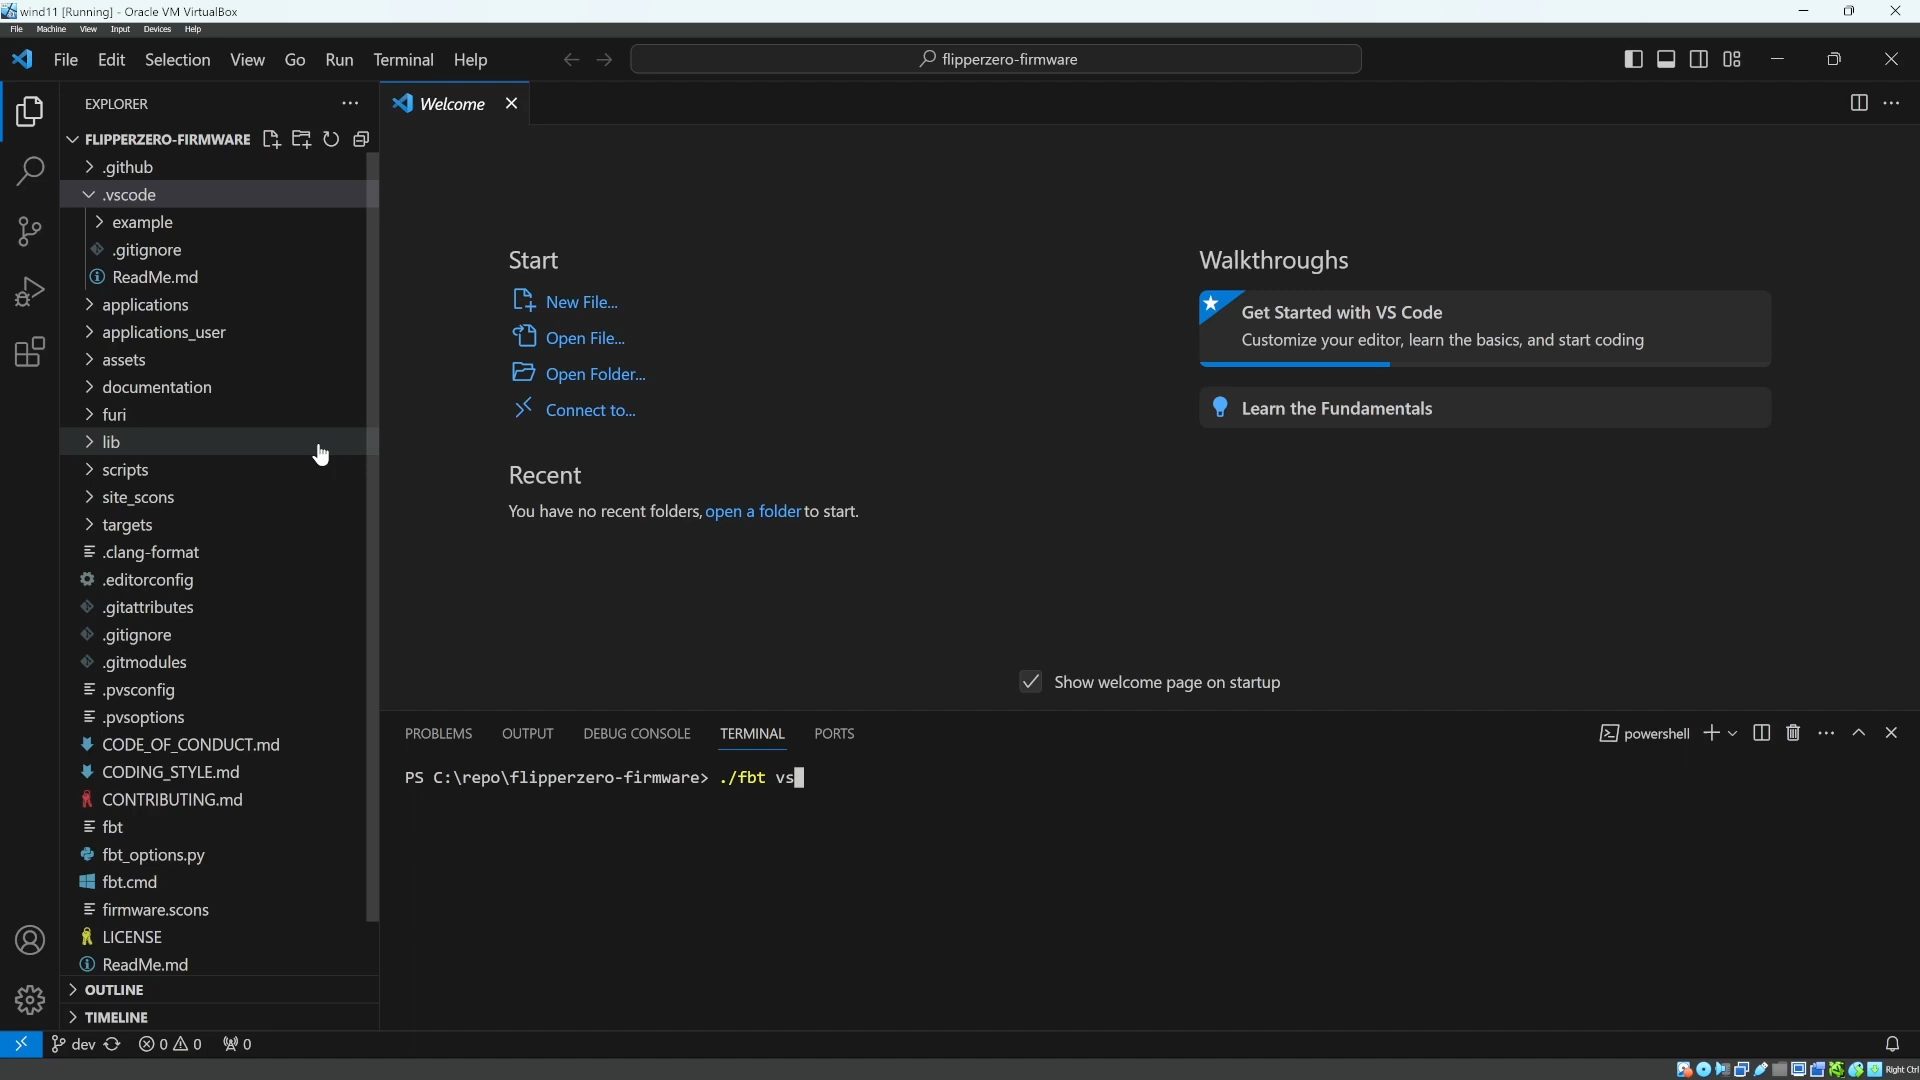 wind11 [Running] - Oracle VM VirtualBox
File Machine View Input Devices Help
File Edit Selection View Go Run Terminal Help
flipperzero-firmware
EXPLORER
Welcome
FLIPPERZERO-FIRMWARE
.github
.vscode
example
.gitignore
ReadMe.md
applications
applications_user
assets
documentation
furi
lib
scripts
site_scons
targets
.clang-format
.editorconfig
.gitattributes
.gitignore
.gitmodules
.pvsconfig
.pvsoptions
CODE_OF_CONDUCT.md
CODING_STYLE.md
CONTRIBUTING.md
fbt
fbt_options.py
fbt.cmd
firmware.scons
LICENSE
ReadMe.md
OUTLINE
TIMELINE
Start
New File...
Open File...
Open Folder...
Connect to...
Recent
You have no recent folders, open a folder to start.
Walkthroughs
Get Started with VS Code
Customize your editor, learn the basics, and start coding
Learn the Fundamentals
Show welcome page on startup
PROBLEMS OUTPUT DEBUG CONSOLE TERMINAL PORTS
powershell
PS C:\repo\flipperzero-firmware> ./fbt vs
dev 0 0 0
Right Ctrl